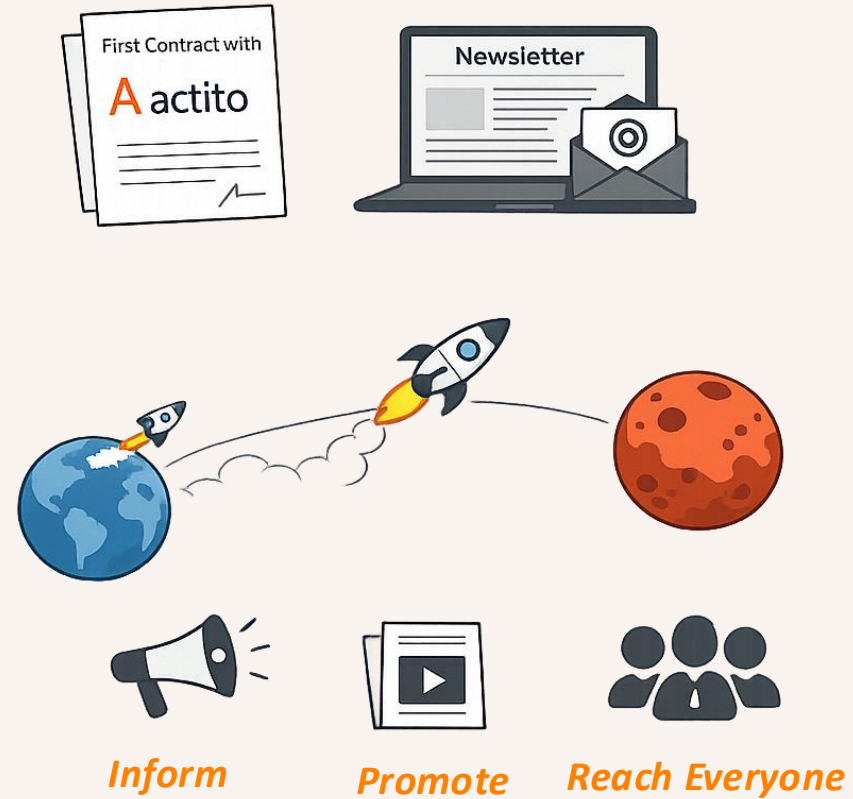 First Contract with
A actito
Newsletter
Inform
Promote
Reach Everyone